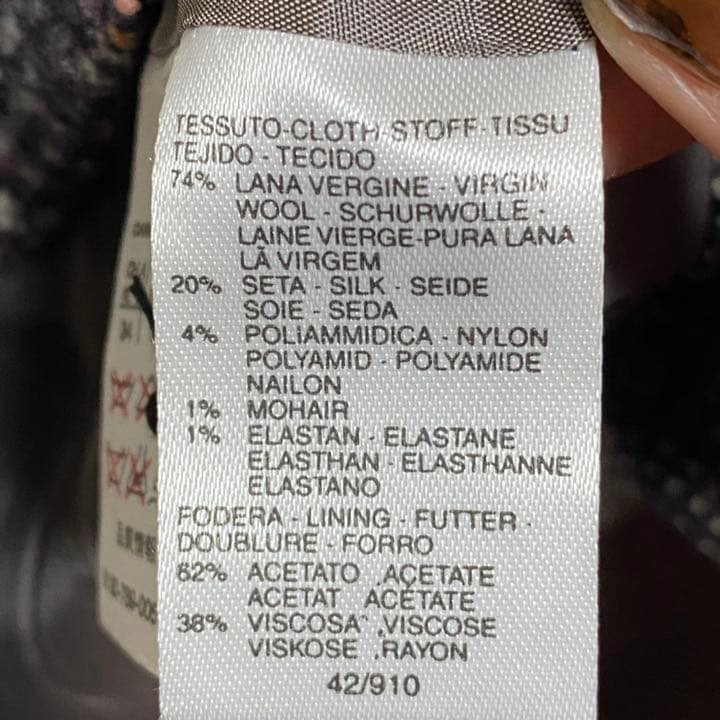 TESSUTO-CLOTH-STOFF-TISSU
TEJIDO - TECIDO
74% LANA VERGINE - VIRGIN
WOOL - SCHURWOLLE -
LAINE VIERGE-PURA LANA
LÃ VIRGEM
20% SETA - SILK - SEIDE
SOIE - SEDA
4% POLIAMMIDICA - NYLON
POLYAMID - POLYAMIDE
NAILON
1% MOHAIR
1% ELASTAN - ELASTANE
ELASTHAN - ELASTHANNE
ELASTANO
FODERA - LINING - FUTTER -
DOUBLURE - FORRO
62% ACETATO ,ACETATE
ACETAT ACÉTATE
38% VISCOSA ,VISCOSE
VISKOSE ,RAYON
42/910
34